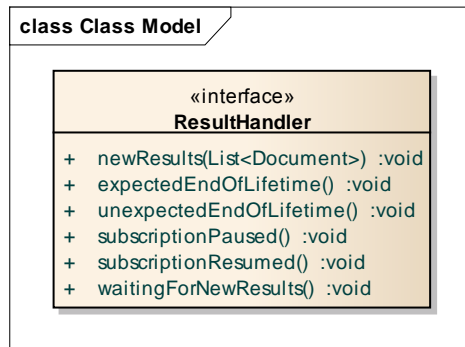 class Class Model
«interface»
ResultHandler
+ newResults(List<Document>) :void
+ expectedEndOfLifetime() :void
+ unexpectedEndOfLifetime() :void
+ subscriptionPaused() :void
+ subscriptionResumed() :void
+ waitingForNewResults() :void